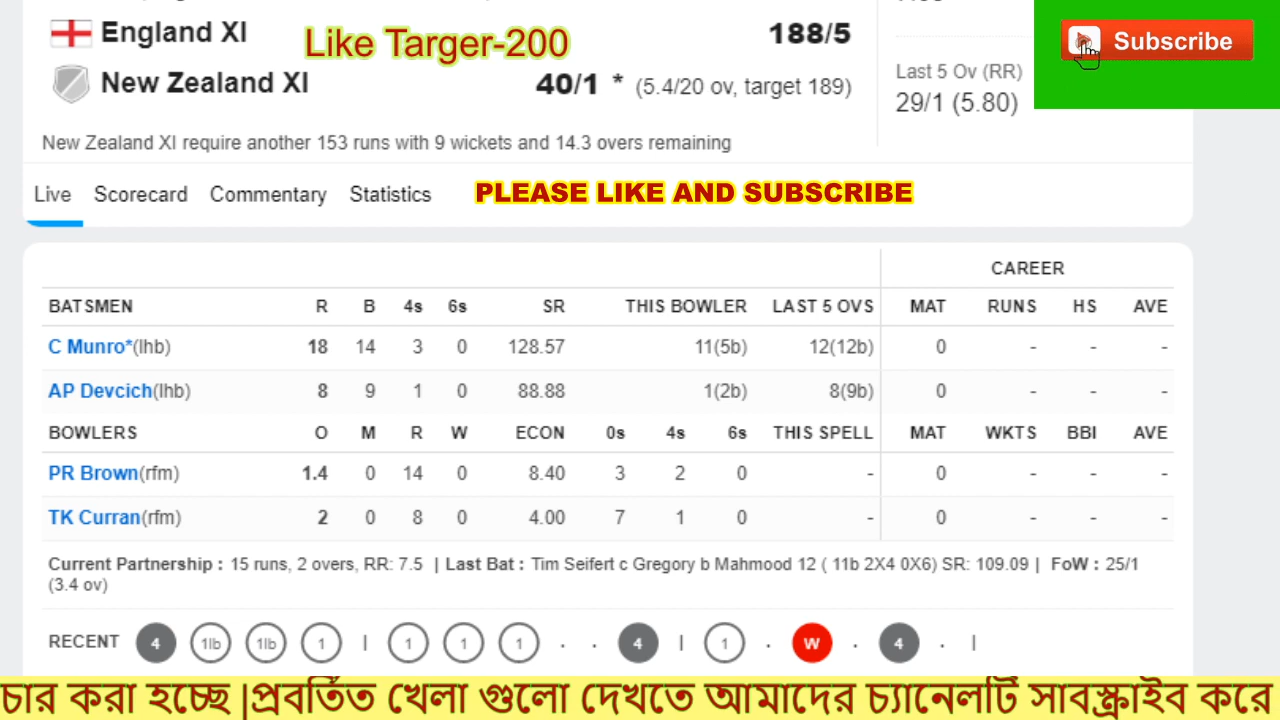 England XI 188/5
Like Targer-200
New Zealand XI 40/1 * (5.4/20 ov, target 189)
New Zealand XI require another 153 runs with 9 wickets and 14.3 overs remaining
Last 5 Ov (RR)
29/1 (5.80)
Subscribe
Live Scorecard Commentary Statistics
PLEASE LIKE AND SUBSCRIBE
CAREER
BATSMEN R B 4s 6s SR THIS BOWLER LAST 5 OVS MAT RUNS HS AVE
C Munro*(lhb) 18 14 3 0 128.57 11(5b) 12(12b) 0 - - -
AP Devcich(lhb) 8 9 1 0 88.88 1(2b) 8(9b) 0 - - -
BOWLERS O M R W ECON 0s 4s 6s THIS SPELL MAT WKTS BBI AVE
PR Brown(rfm) 1.4 0 14 0 8.40 3 2 0 - 0 - - -
TK Curran(rfm) 2 0 8 0 4.00 7 1 0 - 0 - - -
Current Partnership : 15 runs, 2 overs, RR: 7.5 | Last Bat : Tim Seifert c Gregory b Mahmood 12 ( 11b 2X4 0X6) SR: 109.09 | FoW : 25/1
(3.4 ov)
RECENT 4 1lb 1lb 1 | 1 1 1 . . 4 | 1 . W . 4 . |
চার করা হচ্ছে |প্রবর্তিত খেলা গুলো দেখতে আমাদের চ্যানেলটি সাবস্ক্রাইব করে